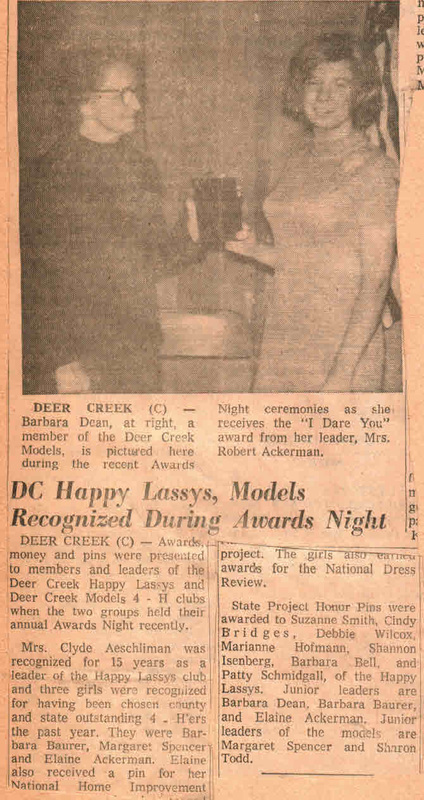 DEER CREEK (C) —
Barbara Dean, at right, a
member of the Deer Creek
Models, is pictured here
during the recent Awards
Night ceremonies as she
receives the "I Dare You"
award from her leader, Mrs.
Robert Ackerman.
DC Happy Lassys, Models
Recognized During Awards Night
DEER CREEK (C) — Awards,
money and pins were presented
to members and leaders of the
Deer Creek Happy Lassys and
Deer Creek Models 4 - H clubs
when the two groups held their
annual Awards Night recently.
Mrs. Clyde Aeschliman was
recognized for 15 years as a
leader of the Happy Lassys club
and three girls were recognized
for having been chosen county
and state outstanding 4 - H'ers
the past year. They were Bar-
bara Baurer, Margaret Spencer
and Elaine Ackerman. Elaine
also received a pin for her
National Home Improvement
project. The girls also earned
awards for the National Dress
Review.
State Project Honor Pins were
awarded to Suzanne Smith, Cindy
Bridges, Debbie Wilcox,
Marianne Hofmann, Shannon
Isenberg, Barbara Bell, and
Patty Schmidgall, of the Happy
Lassys. Junior leaders are
Barbara Dean, Barbara Baurer,
and Elaine Ackerman. Junior
leaders of the models are
Margaret Spencer and Sharon
Todd.